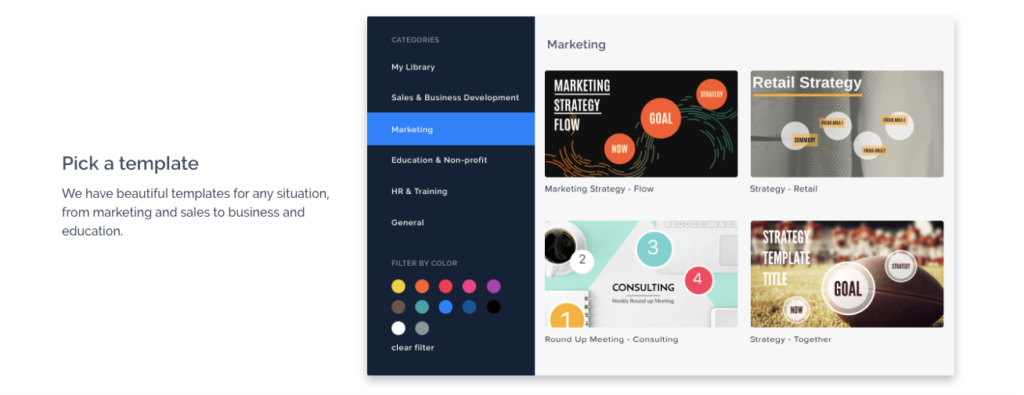 Pick a template
We have beautiful templates for any situation,
from marketing and sales to business and
education.
CATEGORIES
My Library
Sales & Business Development
Marketing
Education & Non-profit
HR & Training
General
FILTER BY COLOR
clear filter
Marketing
MARKETING
STRATEGY
FLOW
NOW
GOAL
STRATEGY
Marketing Strategy - Flow
Retail Strategy
SUMMARY
FOCUS AREA 1
FOCUS AREA 2
FOCUS AREA 3
Strategy - Retail
1
2
3
4
CONSULTING
Weekly Round up Meeting
Round Up Meeting - Consulting
STRATEGY
TEMPLATE
TITLE
NOW
GOAL
STRATEGY
Strategy - Together